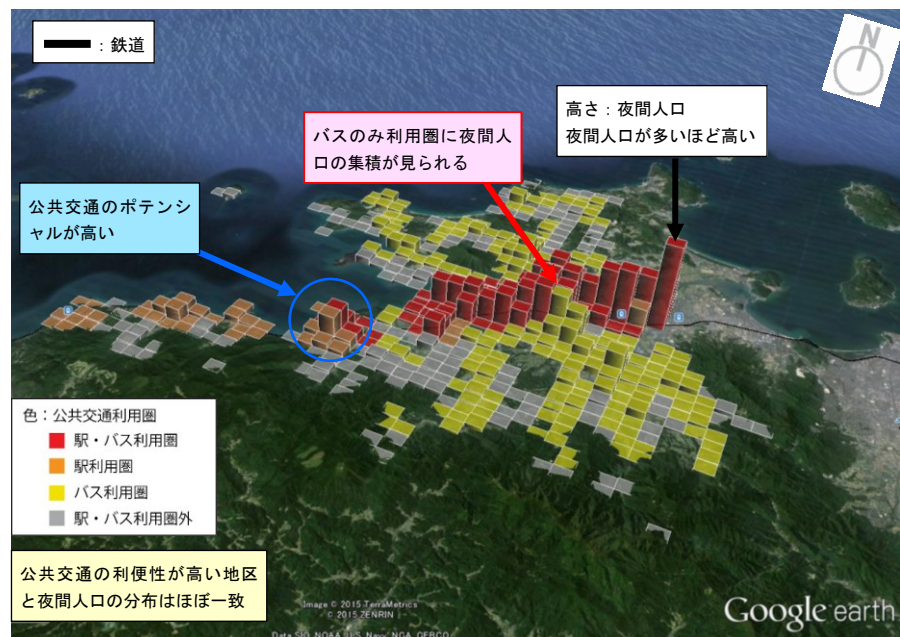 ：鉄道
N
高さ：夜間人口
夜間人口が多いほど高い
バスのみ利用圏に夜間人
口の集積が見られる
公共交通のポテンシ
ャルが高い
色：公共交通利用圏
駅・バス利用圏
駅利用圏
バス利用圏
駅・バス利用圏外
公共交通の利便性が高い地区
と夜間人口の分布はほぼ一致
Image © 2015 TerraMetrics
© 2015 ZENRIN
Data SIO, NOAA, U.S. Navy, NGA, GEBCO
Google earth